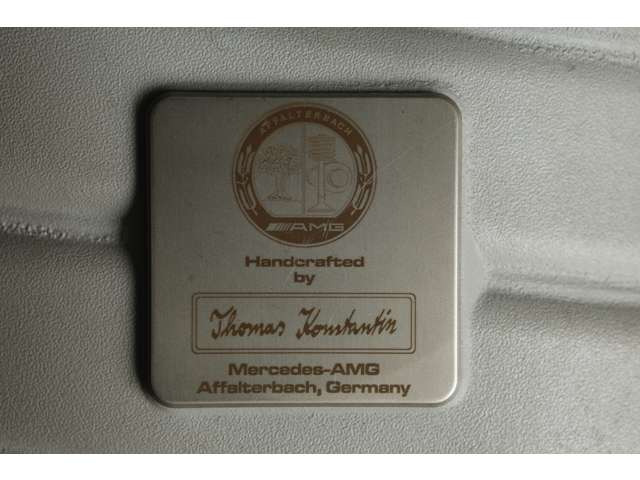 AFFALTERBACH
AMG
Handcrafted
by
Thomas Konstantin
Mercedes-AMG
Affalterbach, Germany